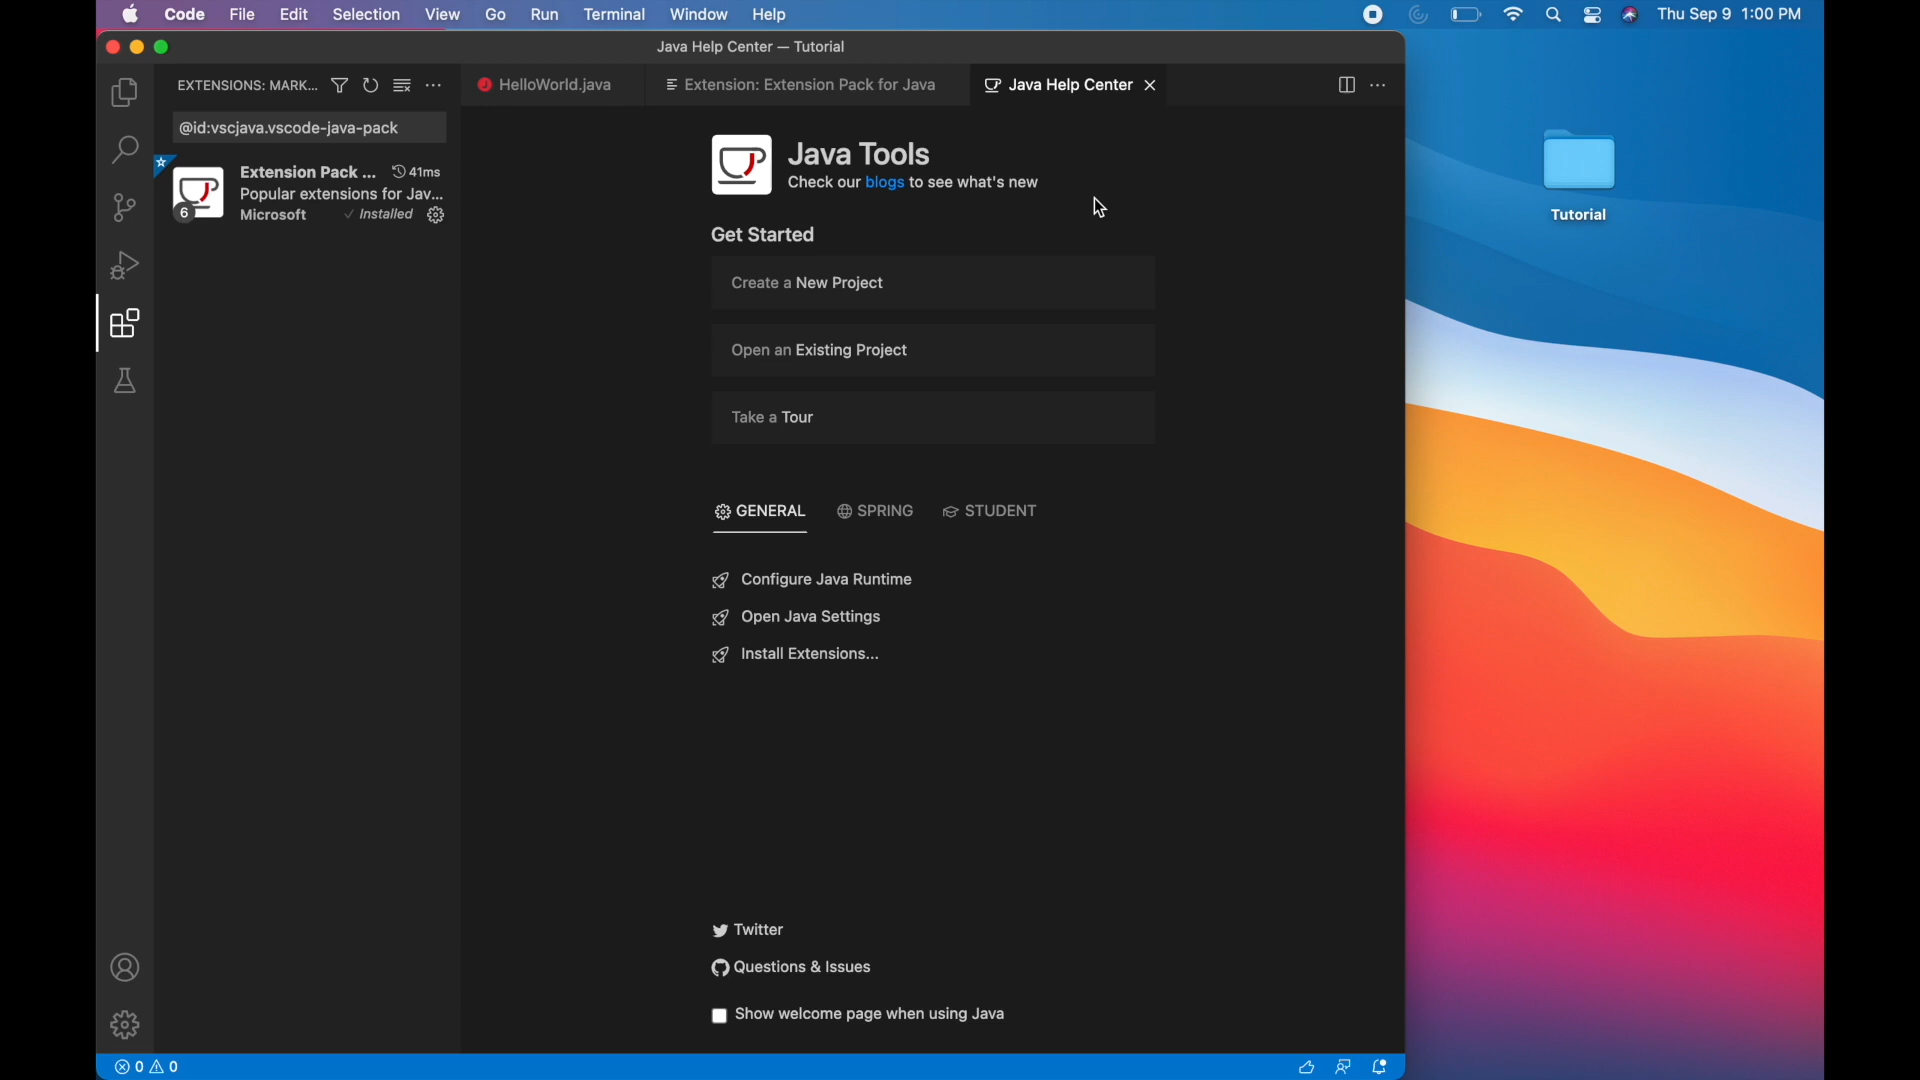 Code File Edit Selection View Go Run Terminal Window Help Thu Sep 9 1:00 PM
Java Help Center — Tutorial
EXTENSIONS: MARK...
HelloWorld.java
Extension: Extension Pack for Java
Java Help Center
@id:vscjava.vscode-java-pack
Extension Pack ... 41ms
Popular extensions for Jav...
6
Microsoft ✓ Installed
Java Tools
Check our blogs to see what's new
Get Started
Create a New Project
Open an Existing Project
Take a Tour
GENERAL SPRING STUDENT
Configure Java Runtime
Open Java Settings
Install Extensions...
Twitter
Questions & Issues
Show welcome page when using Java
0 0
Tutorial